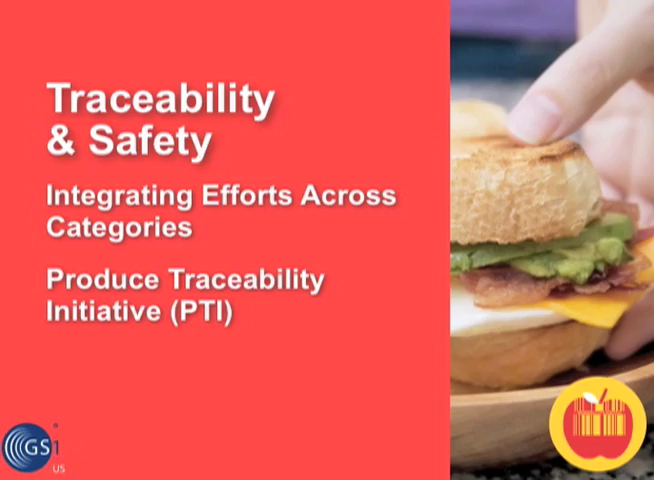 Traceability
& Safety
Integrating Efforts Across
Categories
Produce Traceability
Initiative (PTI)
GS1
®
US